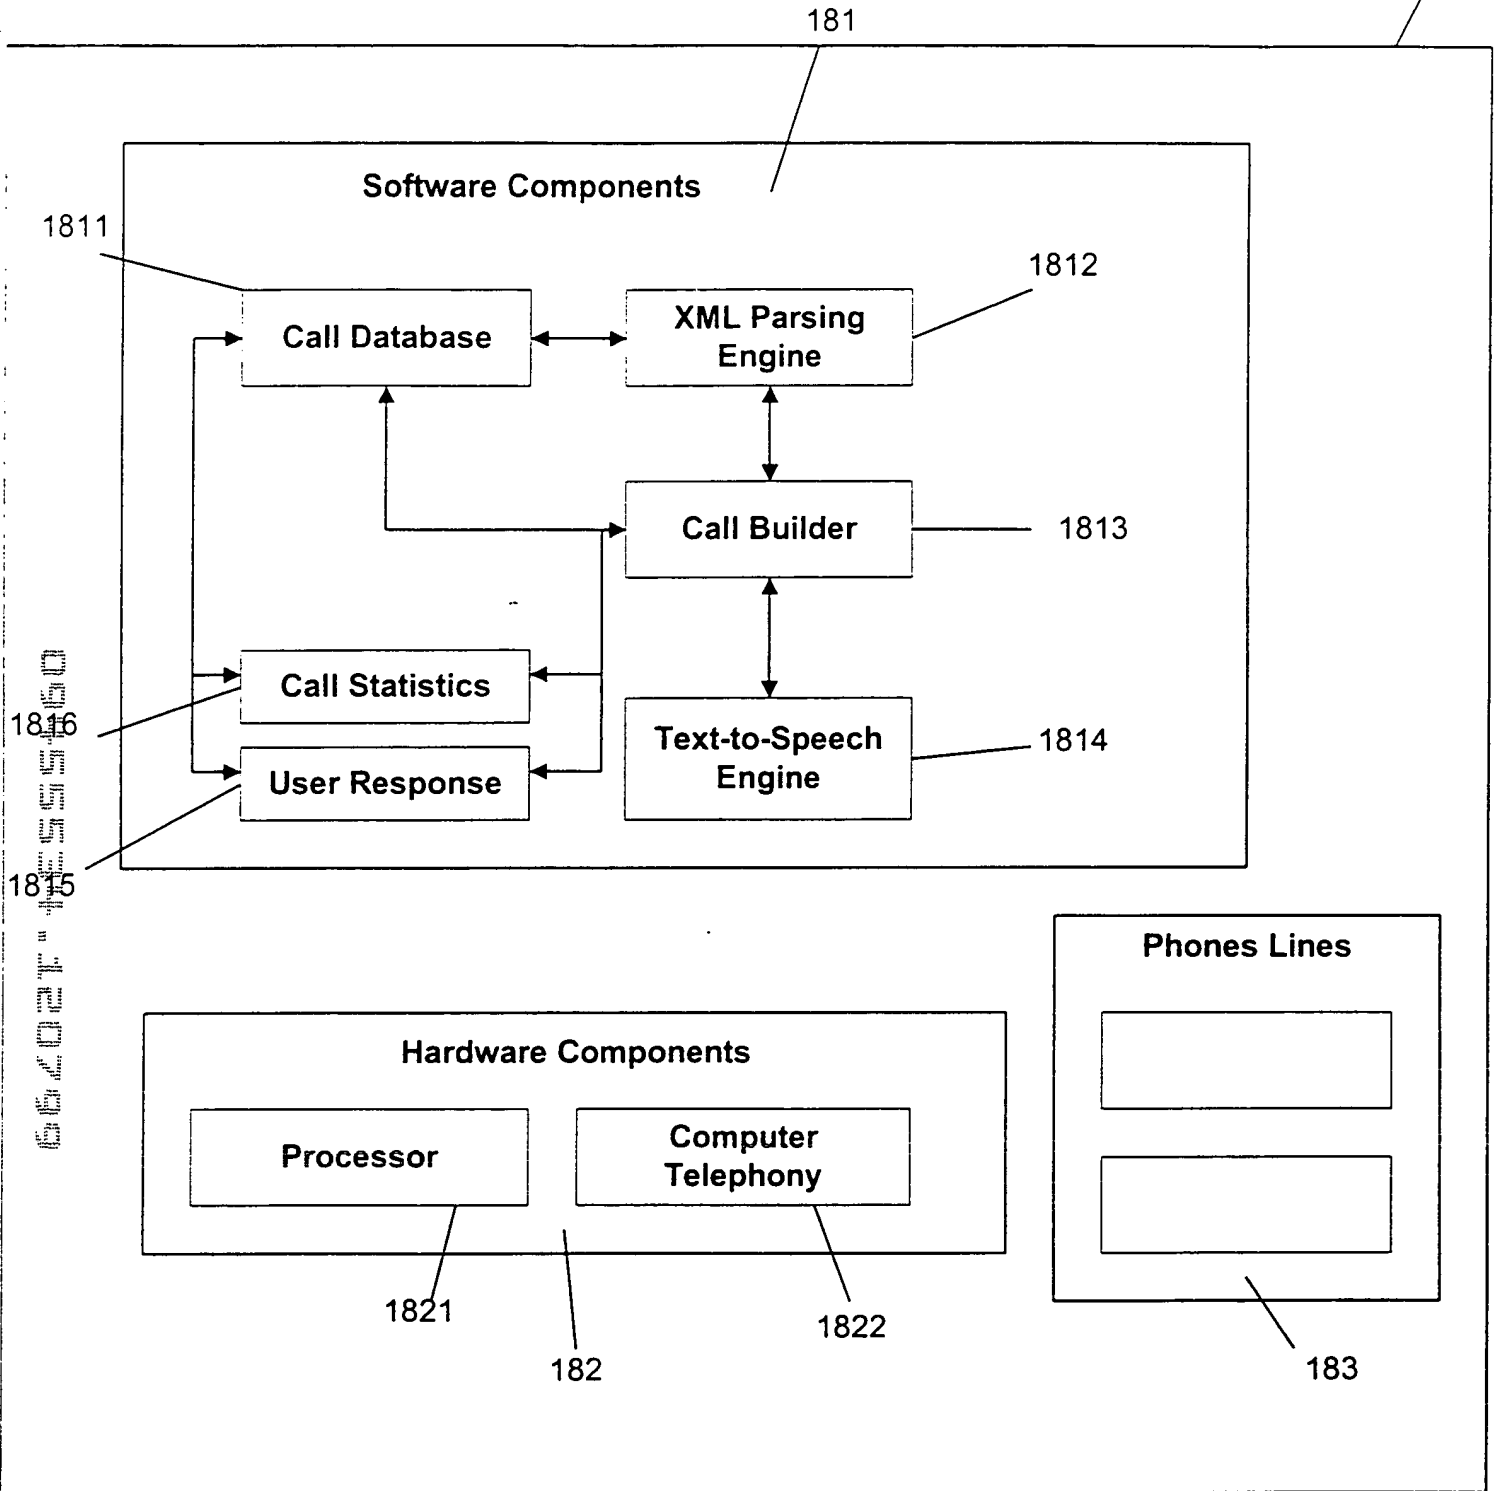 181
Software Components
1811
1812
Call Database
XML Parsing
Engine
Call Builder
1813
Call Statistics
1816
Text-to-Speech
Engine
1814
User Response
1815
Phones Lines
Hardware Components
Processor
Computer
Telephony
1821
1822
182
183